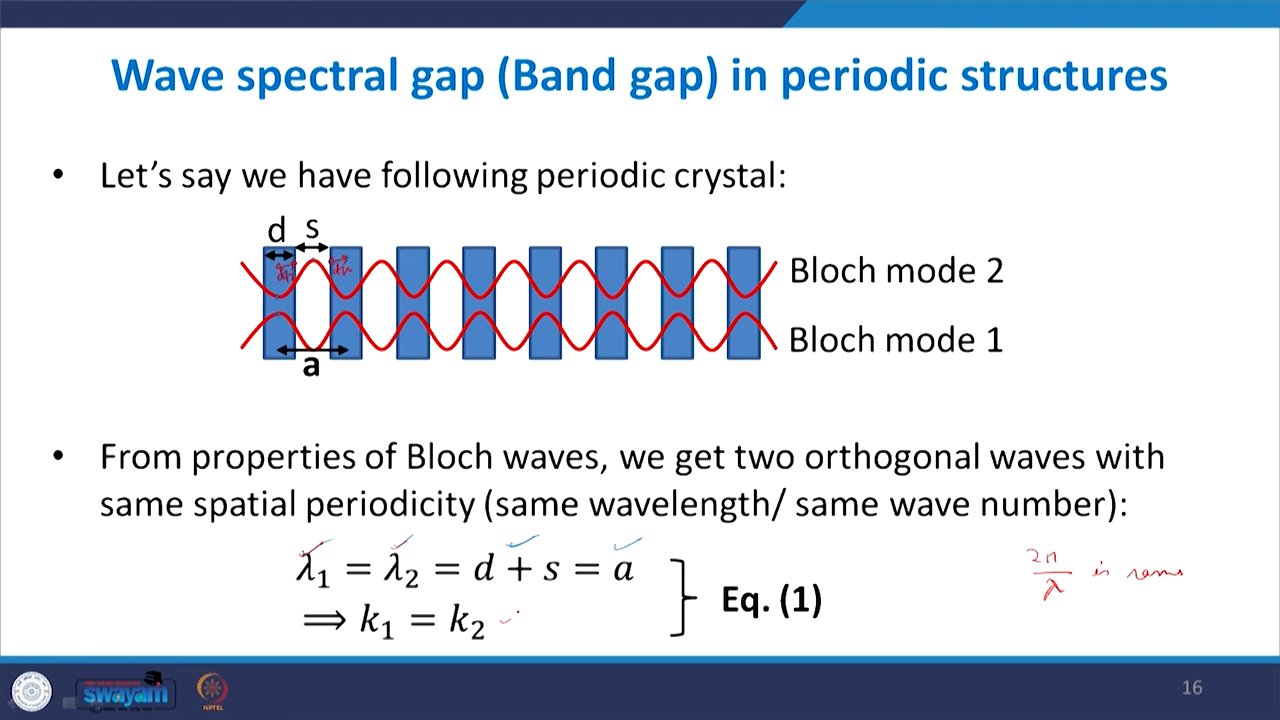 Wave spectral gap (Band gap) in periodic structures
• Let's say we have following periodic crystal:
d s
Bloch mode 2
Bloch mode 1
a
• From properties of Bloch waves, we get two orthogonal waves with
same spatial periodicity (same wavelength/ same wave number):
λ₁ = λ₂ = d + s = a
⟹ k₁ = k₂
Eq. (1)
2π/λ is same
swayam
NPTEL
16